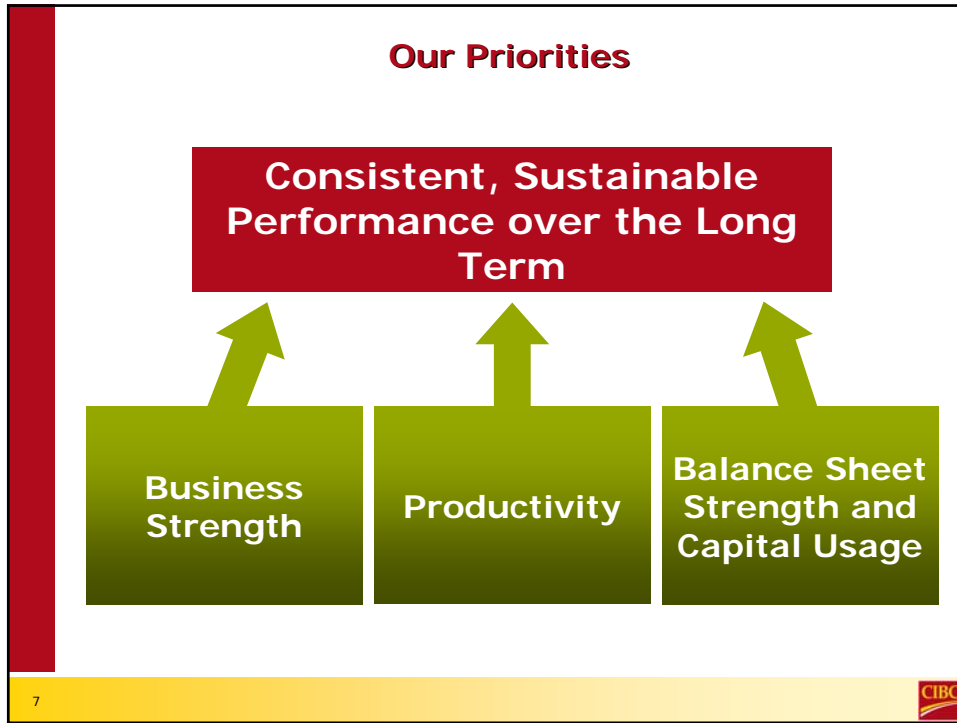 Our Priorities
Consistent, Sustainable
Performance over the Long
Term
Business
Strength
Productivity
Balance Sheet
Strength and
Capital Usage
7
CIBC